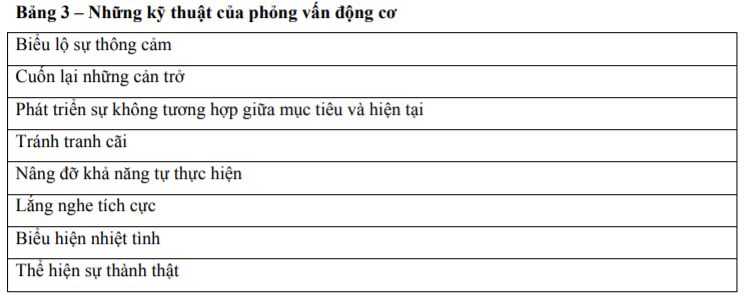 Bảng 3 – Những kỹ thuật của phỏng vấn động cơ
Biểu lộ sự thông cảm
Cuốn lại những cản trở
Phát triển sự không tương hợp giữa mục tiêu và hiện tại
Tránh tranh cãi
Nâng đỡ khả năng tự thực hiện
Lắng nghe tích cực
Biểu hiện nhiệt tình
Thể hiện sự thành thật